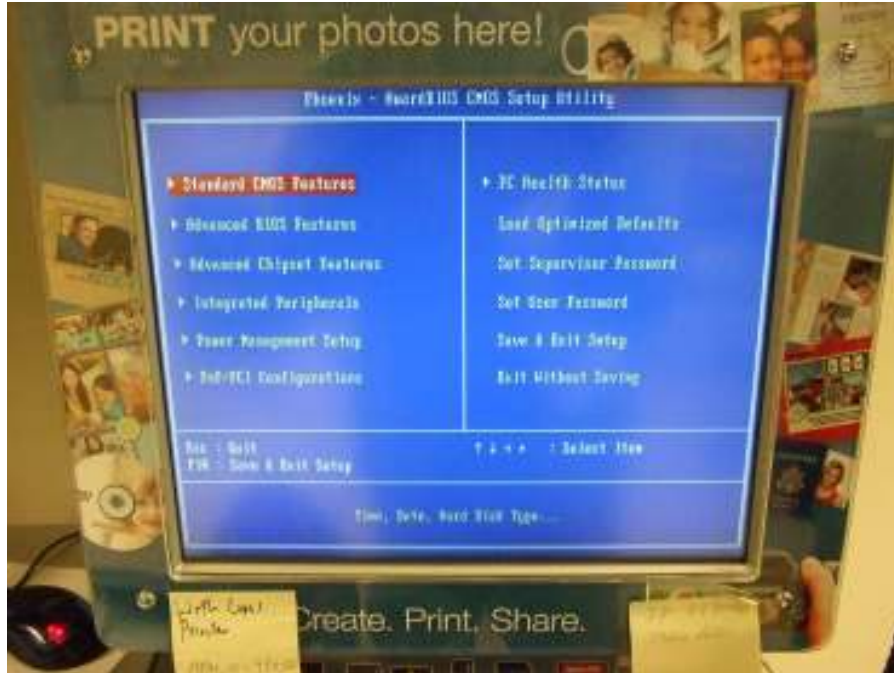 PRINT your photos here!
Phoenix - AwardBIOS CMOS Setup Utility
Standard CMOS Features
Advanced BIOS Features
Advanced Chipset Features
Integrated Peripherals
Power Management Setup
PnP/PCI Configurations
PC Health Status
Load Optimized Defaults
Set Supervisor Password
Set User Password
Save & Exit Setup
Exit Without Saving
Esc : Quit
F10 : Save & Exit Setup
↑ ↓ → ← : Select Item
Time, Date, Hard Disk Type...
with
Printer
Create. Print. Share.